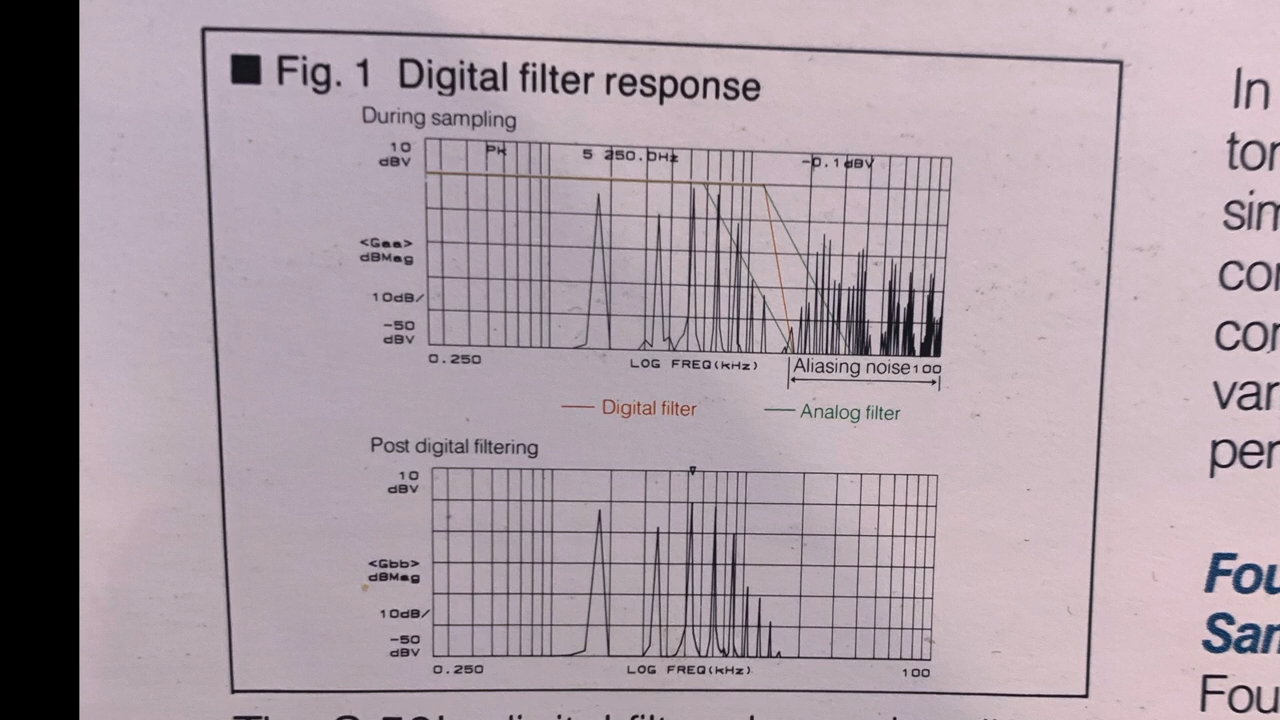 ■ Fig. 1 Digital filter response
During sampling
10
dBV
PK
5 250.0Hz
-0.1dBV
<Gaa>
dBMag
10dB/
-50
dBV
0.250
LOG FREQ(kHz)
Aliasing noise
100
Digital filter
Analog filter
Post digital filtering
10
dBV
<Gbb>
dBMag
10dB/
-50
dBV
0.250
LOG FREQ(kHz)
100
In
tor
sim
cor
cor
var
per
Fou
Sam
Fou